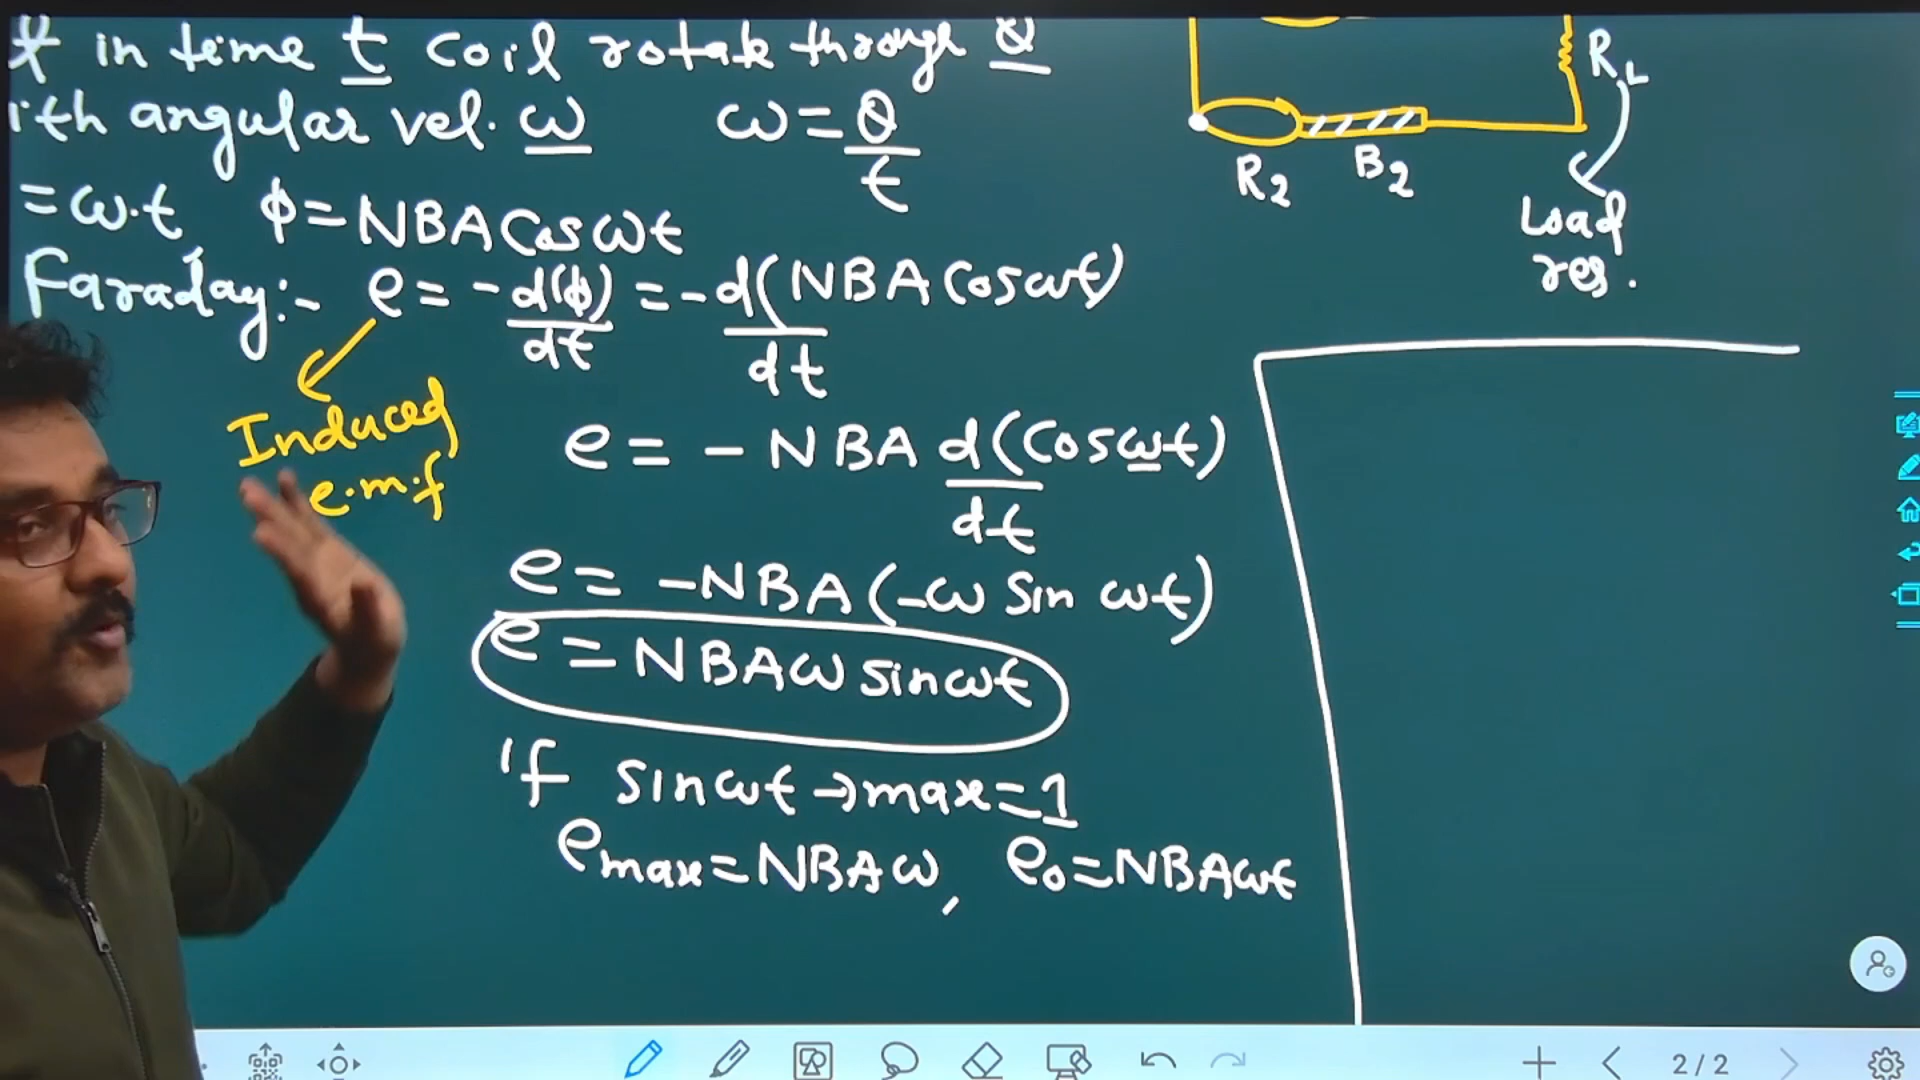 in time t coil rotate through θ
ith angular vel. ω ω = θ/t
= ω.t ϕ = NBA Cos ωt
Faraday:- e = -d(ϕ)/dt = -d(NBA Cos ωt)/dt
Induced
e.m.f
e = - NBA d(Cos ωt)/dt
e = -NBA(-ω Sin ωt)
e = NBAω sin ωt
If sin ωt → max = 1
e max = NBAω, e₀ = NBAωt
R_L
R₂ B₂
Load
res.
2/2